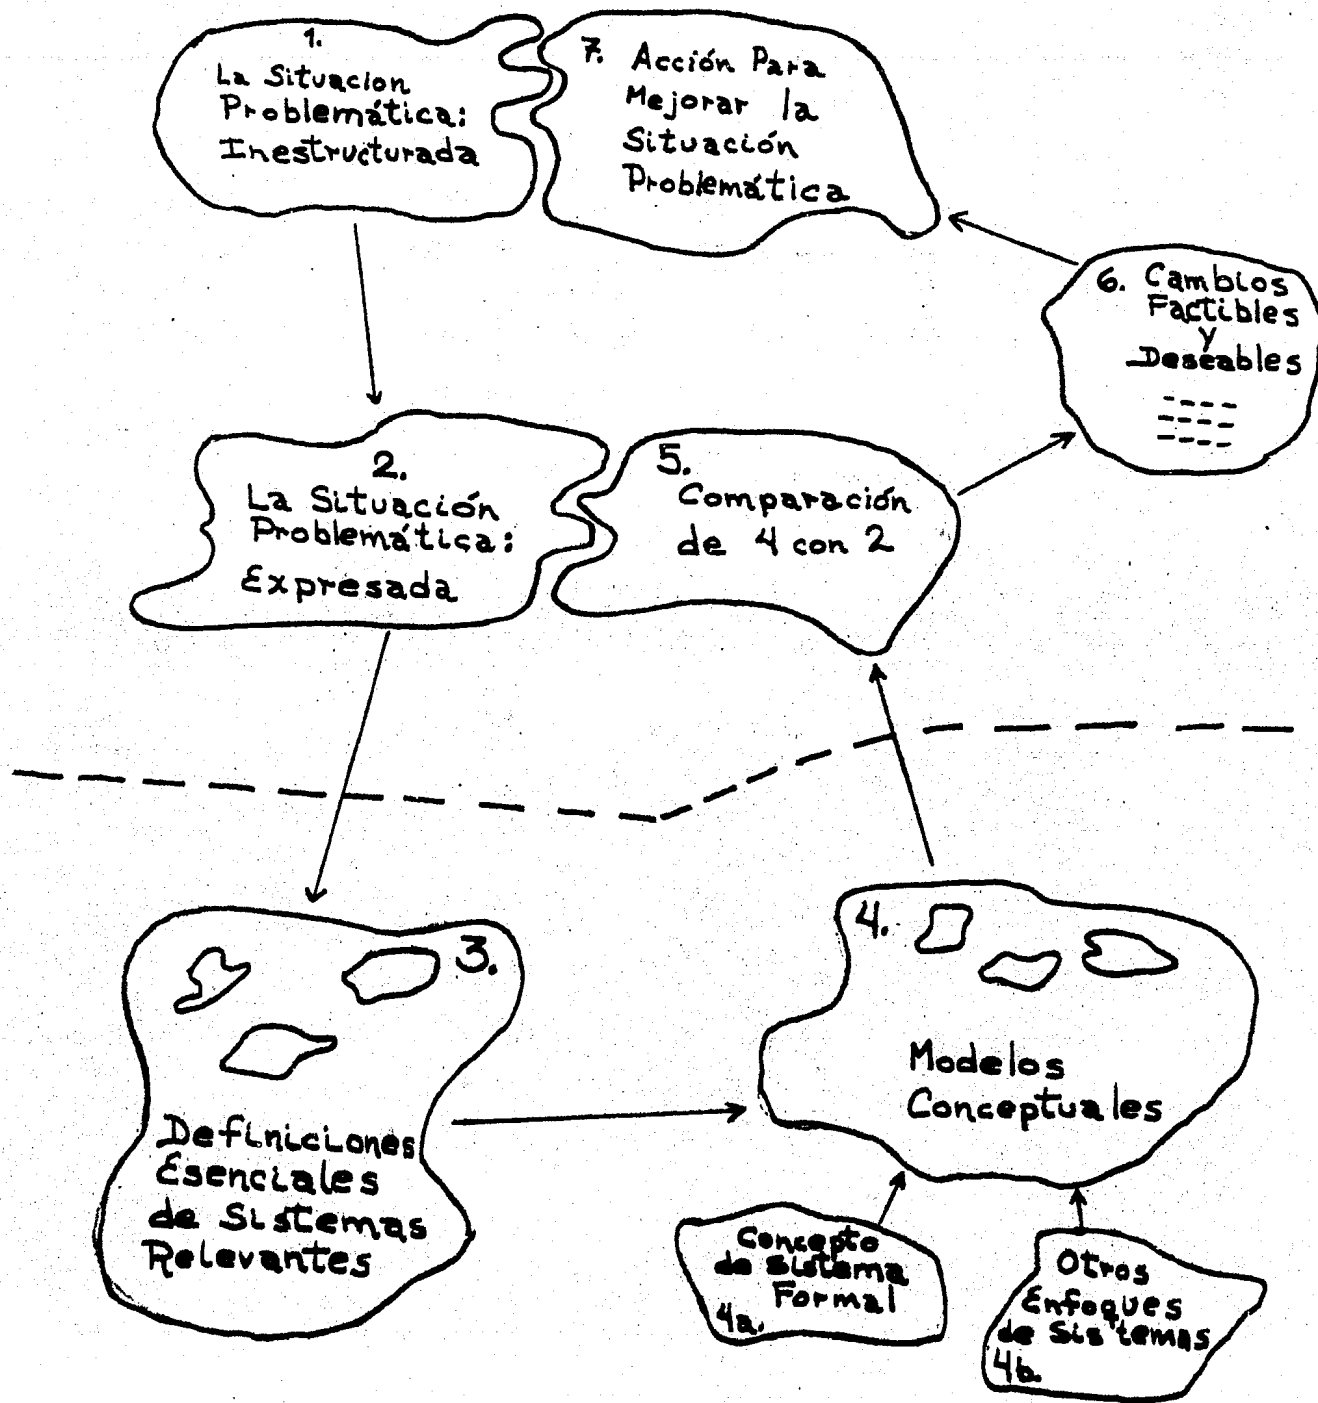 1.
La Situacion
Problemática:
Inestructurada
7. Acción Para
Mejorar la
Situación
Problemática
6. Cambios
Factibles
y
Deseables
2.
La Situación
Problemática:
Expresada
5.
Comparación
de 4 con 2
3.
Definiciones
Esenciales
de Sistemas
Relevantes
4.
Modelos
Conceptuales
Concepto
de Sistema
Formal
4a.
Otros
Enfoques
de Sistemas
4b.